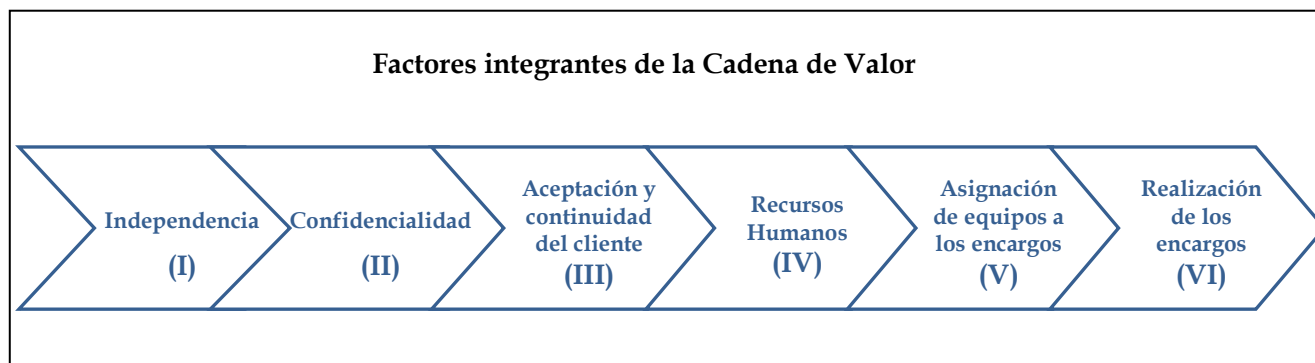 Factores integrantes de la Cadena de Valor
Independencia
(I)
Confidencialidad
(II)
Aceptación y
continuidad
del cliente
(III)
Recursos
Humanos
(IV)
Asignación
de equipos a
los encargos
(V)
Realización
de los
encargos
(VI)